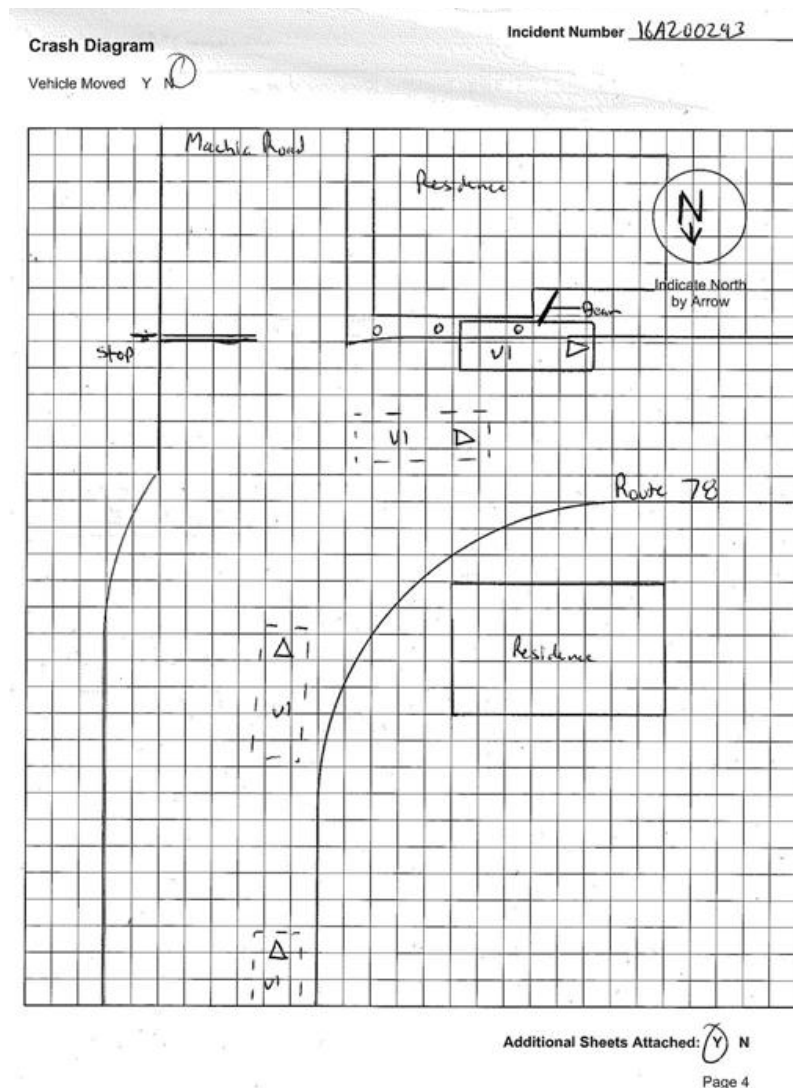 Incident Number 16A200293
Crash Diagram
Vehicle Moved Y N
Machia Road
Residence
N
Indicate North
by Arrow
Beam
Stop
V1
V1
Route 78
Residence
V1
V1
Additional Sheets Attached: Y N
Page 4